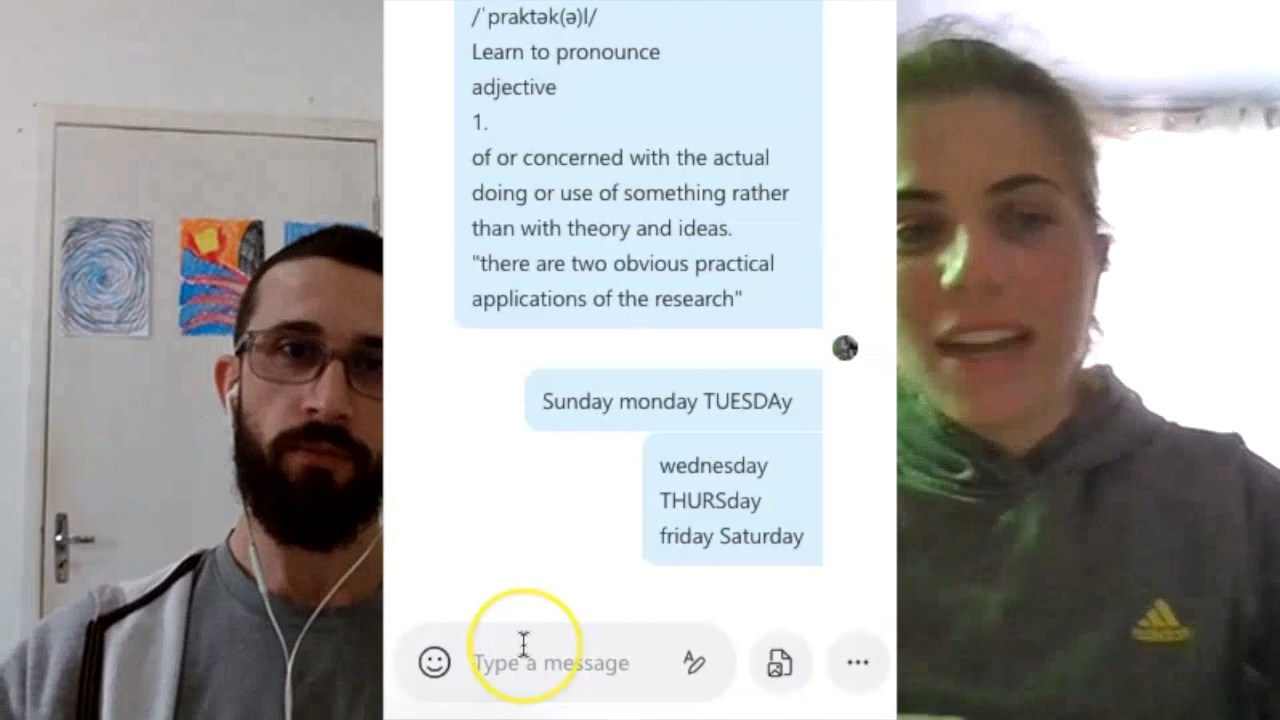 /ˈpraktək(ə)l/
Learn to pronounce
adjective
1.
of or concerned with the actual
doing or use of something rather
than with theory and ideas.
"there are two obvious practical
applications of the research"
Sunday monday TUESDAy
wednesday
THURSday
friday Saturday
Type a message
adidas